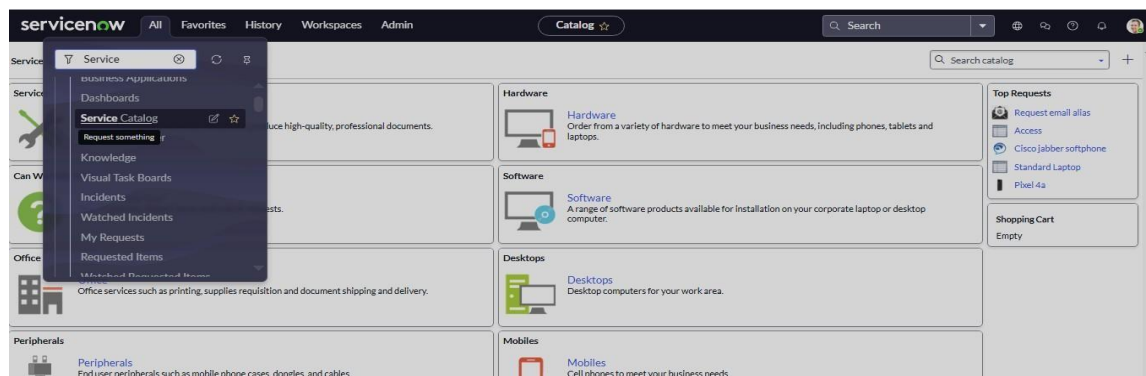 servicenow All Favorites History Workspaces Admin Catalog Search
Service
Service
Search catalog
Business Applications
Dashboards
Service Catalog
Request something
Knowledge
Visual Task Boards
Incidents
Watched Incidents
My Requests
Requested Items
Watched Requested Items
Service
duce high-quality, professional documents.
Hardware
Hardware
Order from a variety of hardware to meet your business needs, including phones, tablets and
laptops.
Top Requests
Request email alias
Access
Cisco jabber softphone
Standard Laptop
Pixel 4a
Can W
ests.
Software
Software
A range of software products available for installation on your corporate laptop or desktop
computer.
Shopping Cart
Empty
Office
Office services such as printing, supplies requisition and document shipping and delivery.
Desktops
Desktops
Desktop computers for your work area.
Peripherals
Peripherals
End user peripherals such as mobile phone cases, dongles, and cables
Mobiles
Mobiles
Cell phones to meet your business needs.